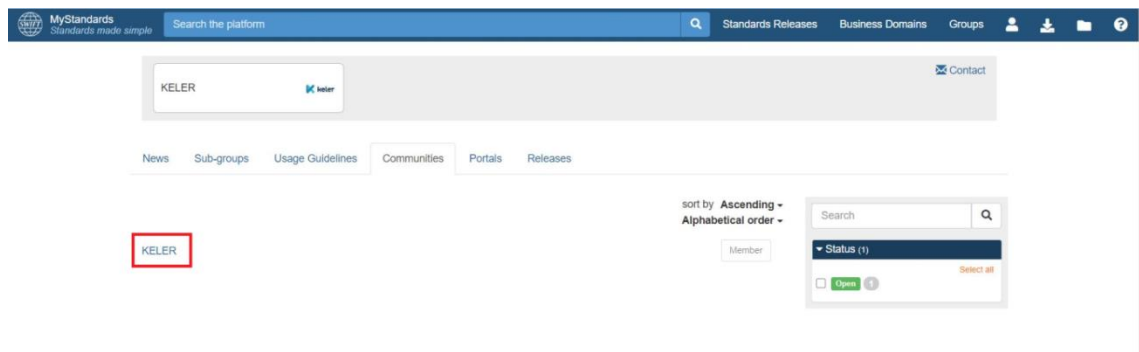 MyStandards
Standards made simple
Search the platform
Standards Releases
Business Domains
Groups
KELER
keler
Contact
News
Sub-groups
Usage Guidelines
Communities
Portals
Releases
sort by Ascending
Alphabetical order
Search
KELER
Member
Status (1)
Select all
Open 1